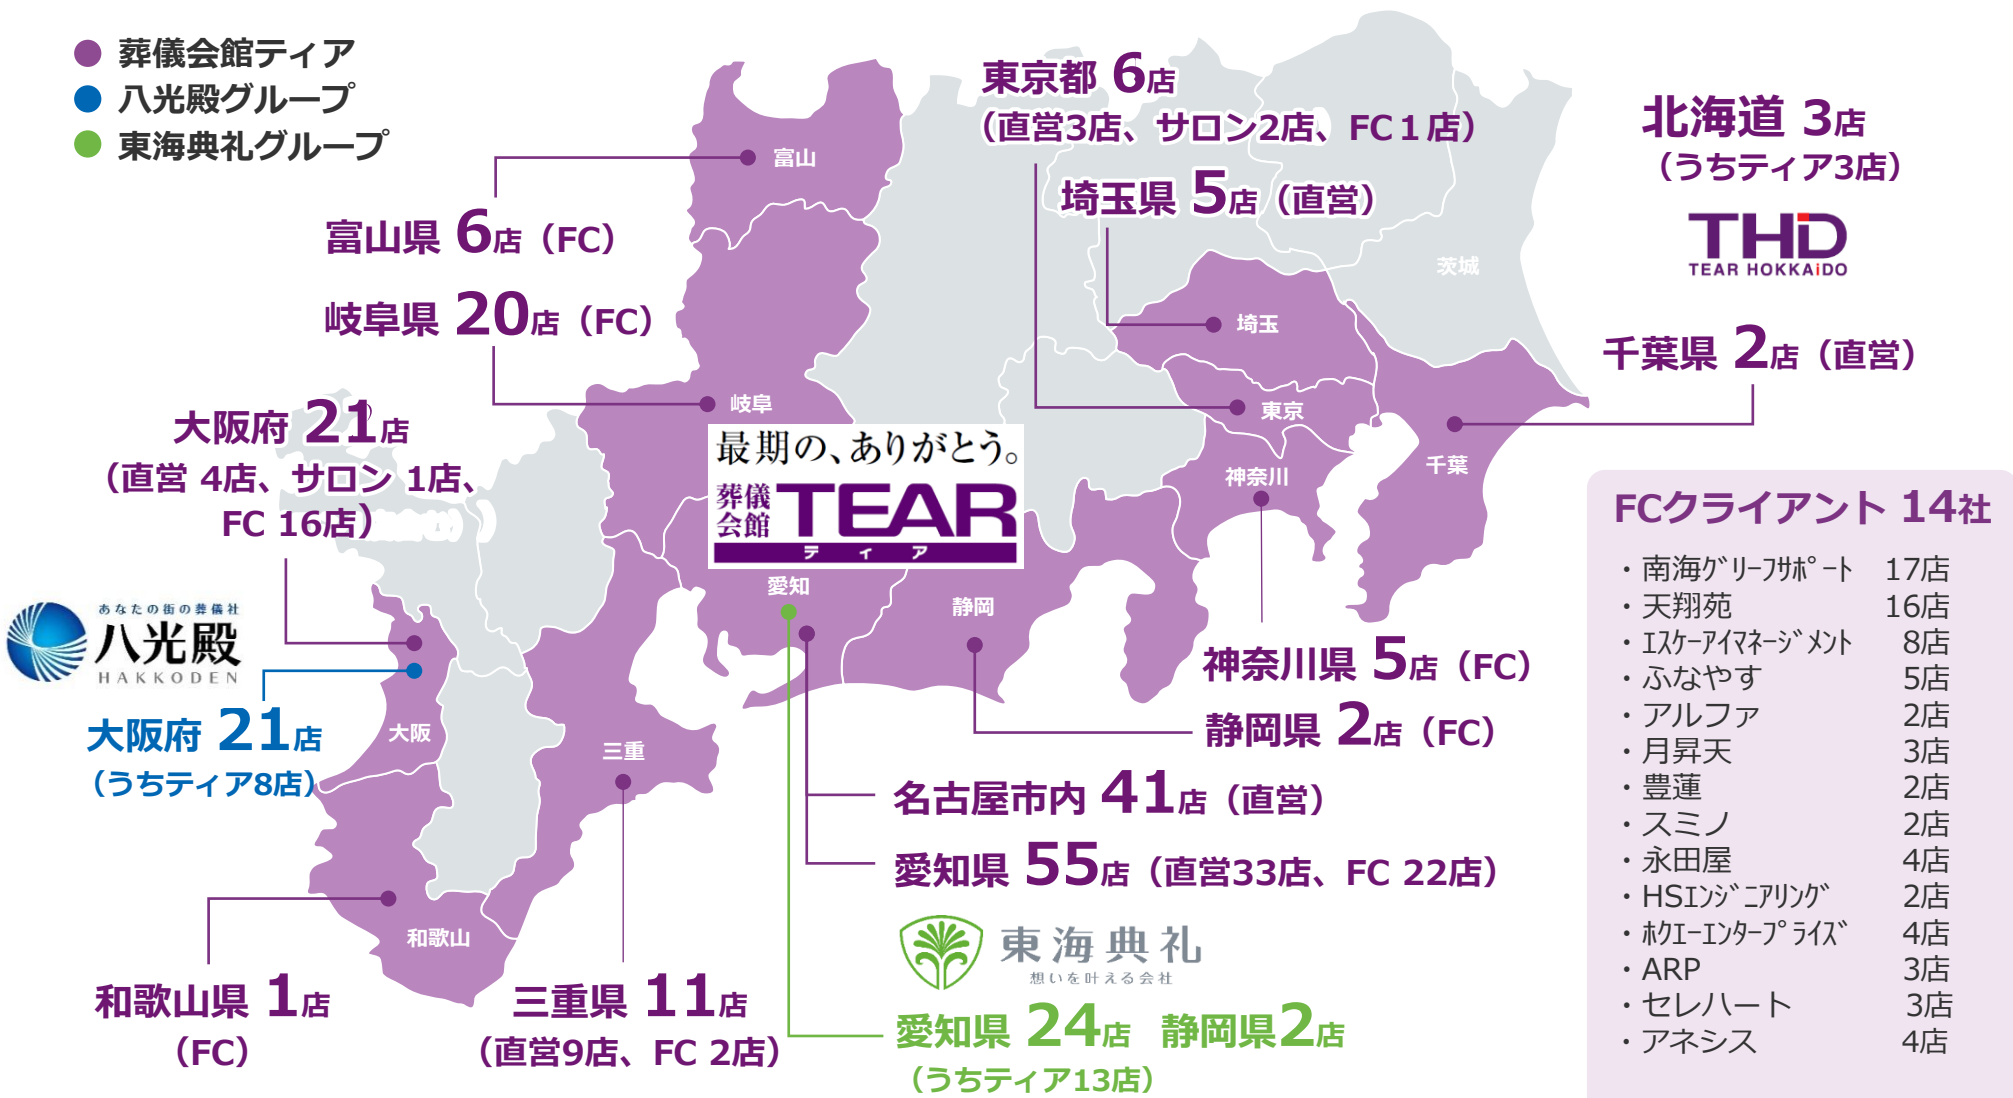 葬儀会館ティア
八光殿グループ
東海典礼グループ
東京都 6店
(直営3店、サロン2店、FC１店)
埼玉県 5店(直営)
北海道 3店
(うちティア3店)
THD
TEAR HOKKAiDO
富山県 6店(FC)
岐阜県 20店(FC)
千葉県 2店(直営)
大阪府 21店
(直営 4店、サロン 1店、
FC 16店)
富山
茨城
埼玉
岐阜
東京
千葉
神奈川
愛知
静岡
大阪
三重
和歌山
最期の、ありがとう。
葬儀
会館
TEAR
ティア
あなたの街の葬儀社
八光殿
HAKKODEN
大阪府 21店
(うちティア8店)
神奈川県 5店(FC)
静岡県 2店(FC)
名古屋市内 41店(直営)
愛知県 55店(直営33店、FC 22店)
東海典礼
想いを叶える会社
愛知県 24店 静岡県2店
(うちティア13店)
和歌山県 1店
(FC)
三重県 11店
(直営9店、FC 2店)
FCクライアント 14社
・南海ｸﾞﾘｰﾌｻﾎﾟｰﾄ 17店
・天翔苑 16店
・ｴｽｹｰｱｲﾏﾈｰｼﾞﾒﾝﾄ 8店
・ふなやす 5店
・アルファ 2店
・月昇天 3店
・豊蓮 2店
・スミノ 2店
・永田屋 4店
・HSｴﾝｼﾞﾆｱﾘﾝｸﾞ 2店
・ﾎｸｴｰｴﾝﾀｰﾌﾟﾗｲｽﾞ 4店
・ARP 3店
・セレハート 3店
・アネシス 4店